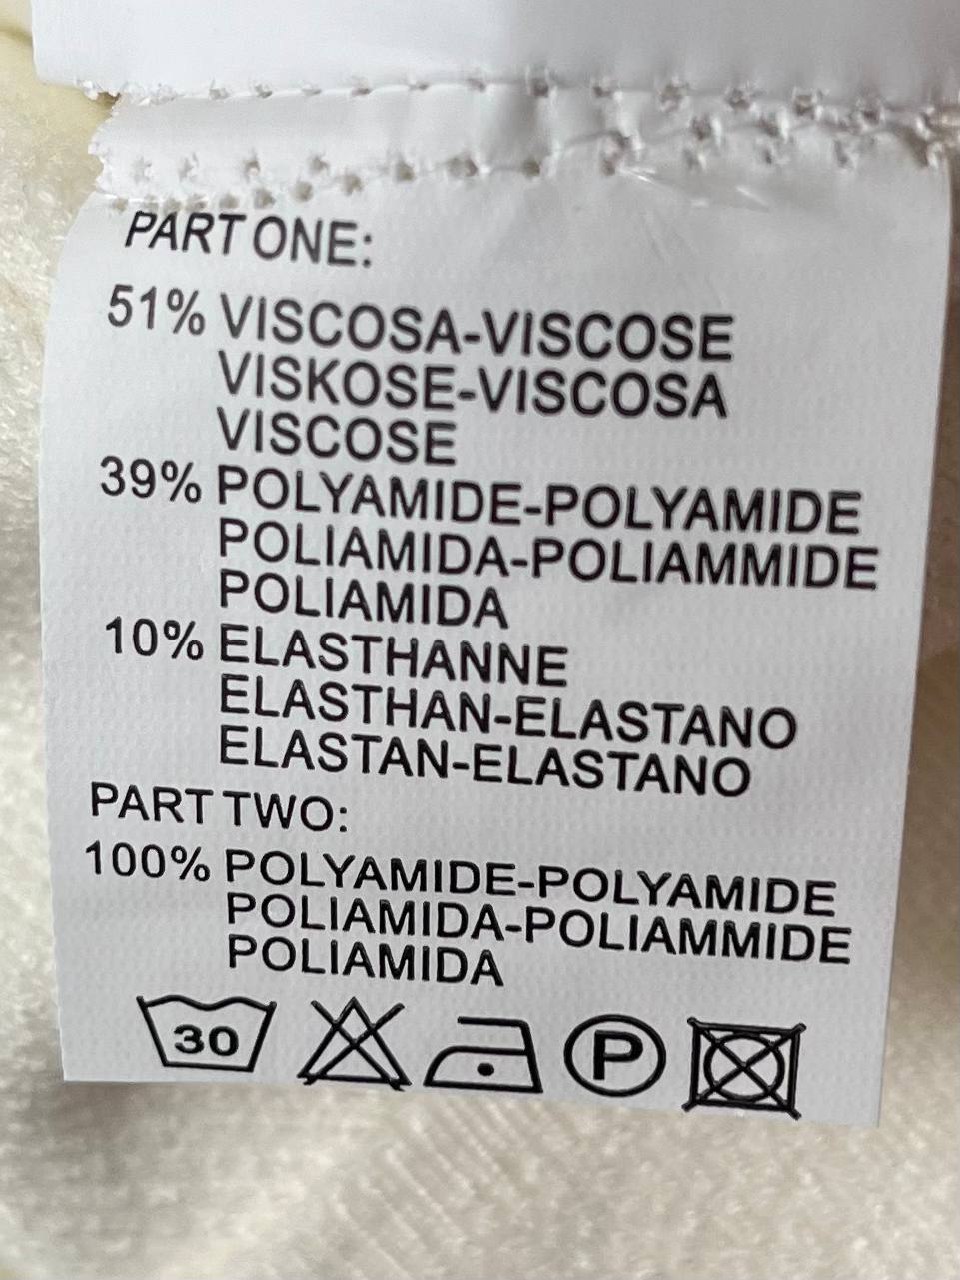 PART ONE:
51% VISCOSA-VISCOSE
VISKOSE-VISCOSA
VISCOSE
39% POLYAMIDE-POLYAMIDE
POLIAMIDA-POLIAMMIDE
POLIAMIDA
10% ELASTHANNE
ELASTHAN-ELASTANO
ELASTAN-ELASTANO
PART TWO:
100% POLYAMIDE-POLYAMIDE
POLIAMIDA-POLIAMMIDE
POLIAMIDA
30 P